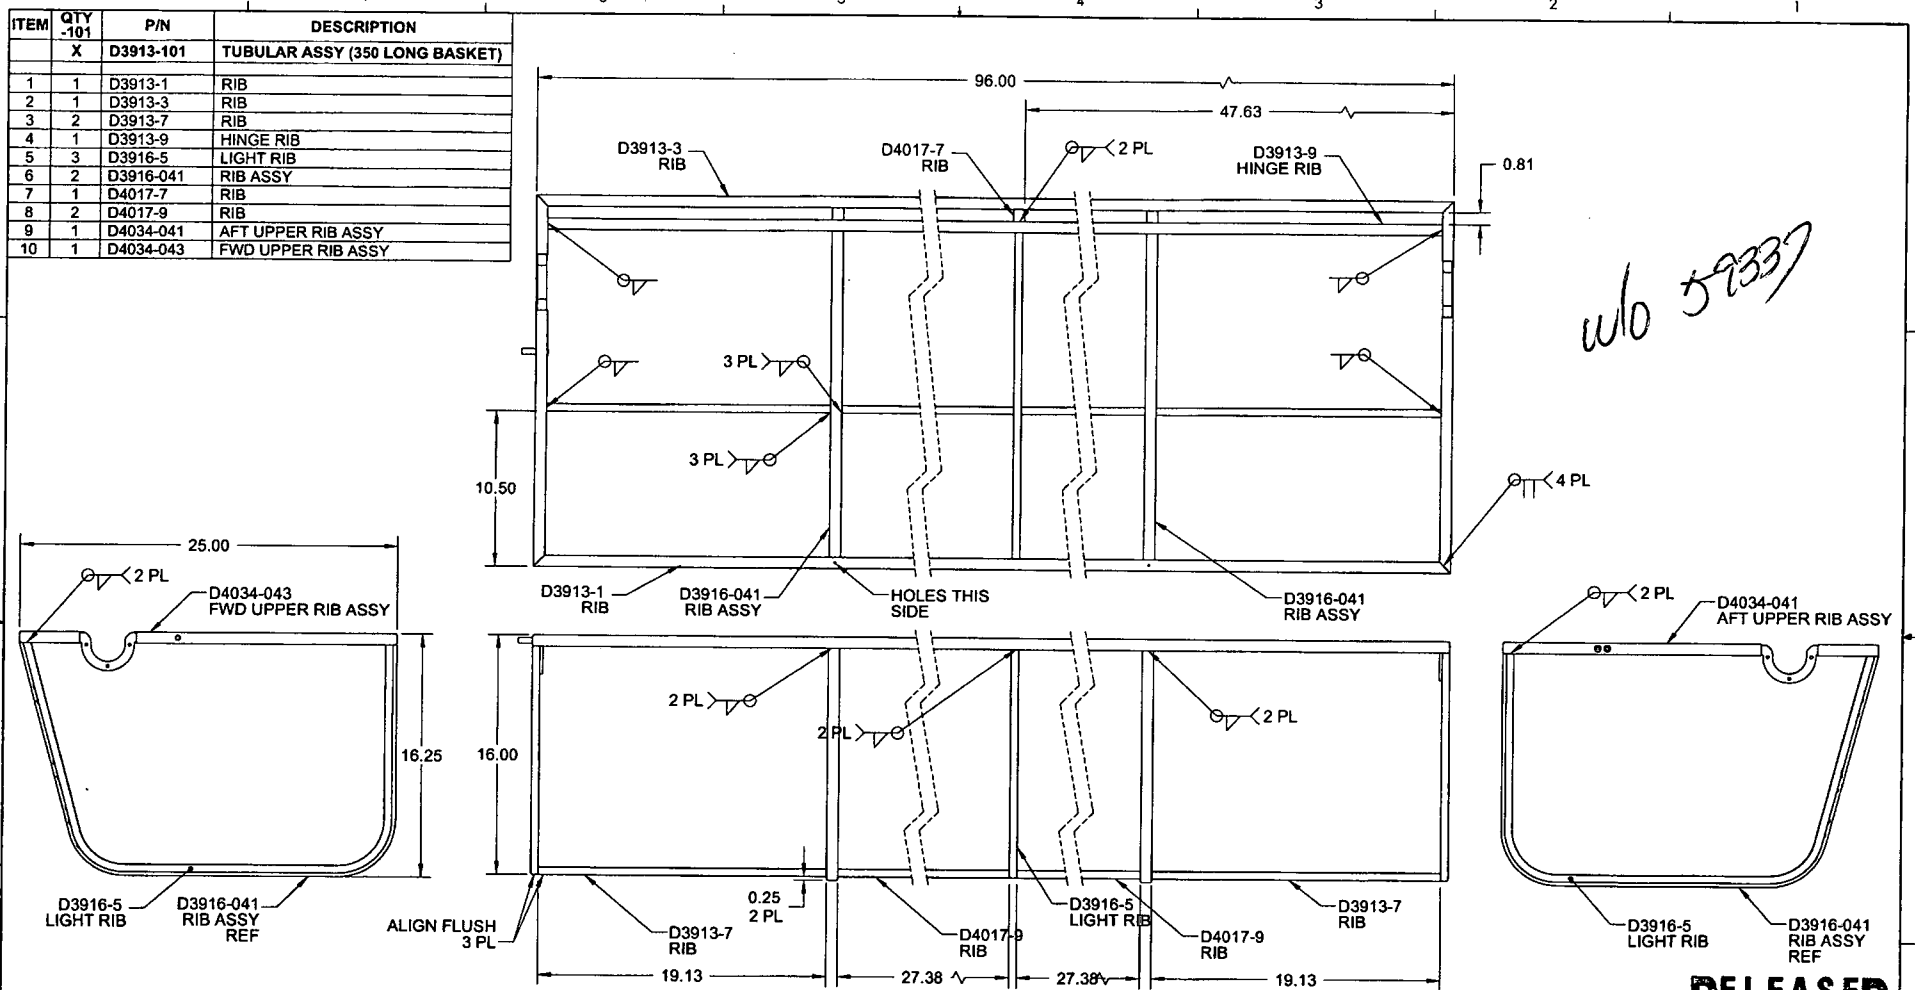 5 4 3 2 1
ITEM QTY -101 P/N DESCRIPTION
X D3913-101 TUBULAR ASSY (350 LONG BASKET)
1 1 D3913-1 RIB
2 1 D3913-3 RIB
3 2 D3913-7 RIB
4 1 D3913-9 HINGE RIB
5 3 D3916-5 LIGHT RIB
6 2 D3916-041 RIB ASSY
7 1 D4017-7 RIB
8 2 D4017-9 RIB
9 1 D4034-041 AFT UPPER RIB ASSY
10 1 D4034-043 FWD UPPER RIB ASSY
96.00
47.63
D3913-3
RIB
D4017-7
RIB
2 PL
D3913-9
HINGE RIB
0.81
w/o 59337
3 PL
3 PL
10.50
4 PL
D3913-1
RIB
D3916-041
RIB ASSY
HOLES THIS
SIDE
D3916-041
RIB ASSY
25.00
2 PL
D4034-043
FWD UPPER RIB ASSY
16.25
D3916-5
LIGHT RIB
D3916-041
RIB ASSY
REF
16.00
2 PL
2 PL
2 PL
ALIGN FLUSH
3 PL
D3913-7
RIB
0.25
2 PL
D4017-9
RIB
D3916-5
LIGHT RIB
D4017-9
RIB
D3913-7
RIB
19.13
27.38
27.38
19.13
2 PL
D4034-041
AFT UPPER RIB ASSY
D3916-5
LIGHT RIB
D3916-041
RIB ASSY
REF
RELEASED